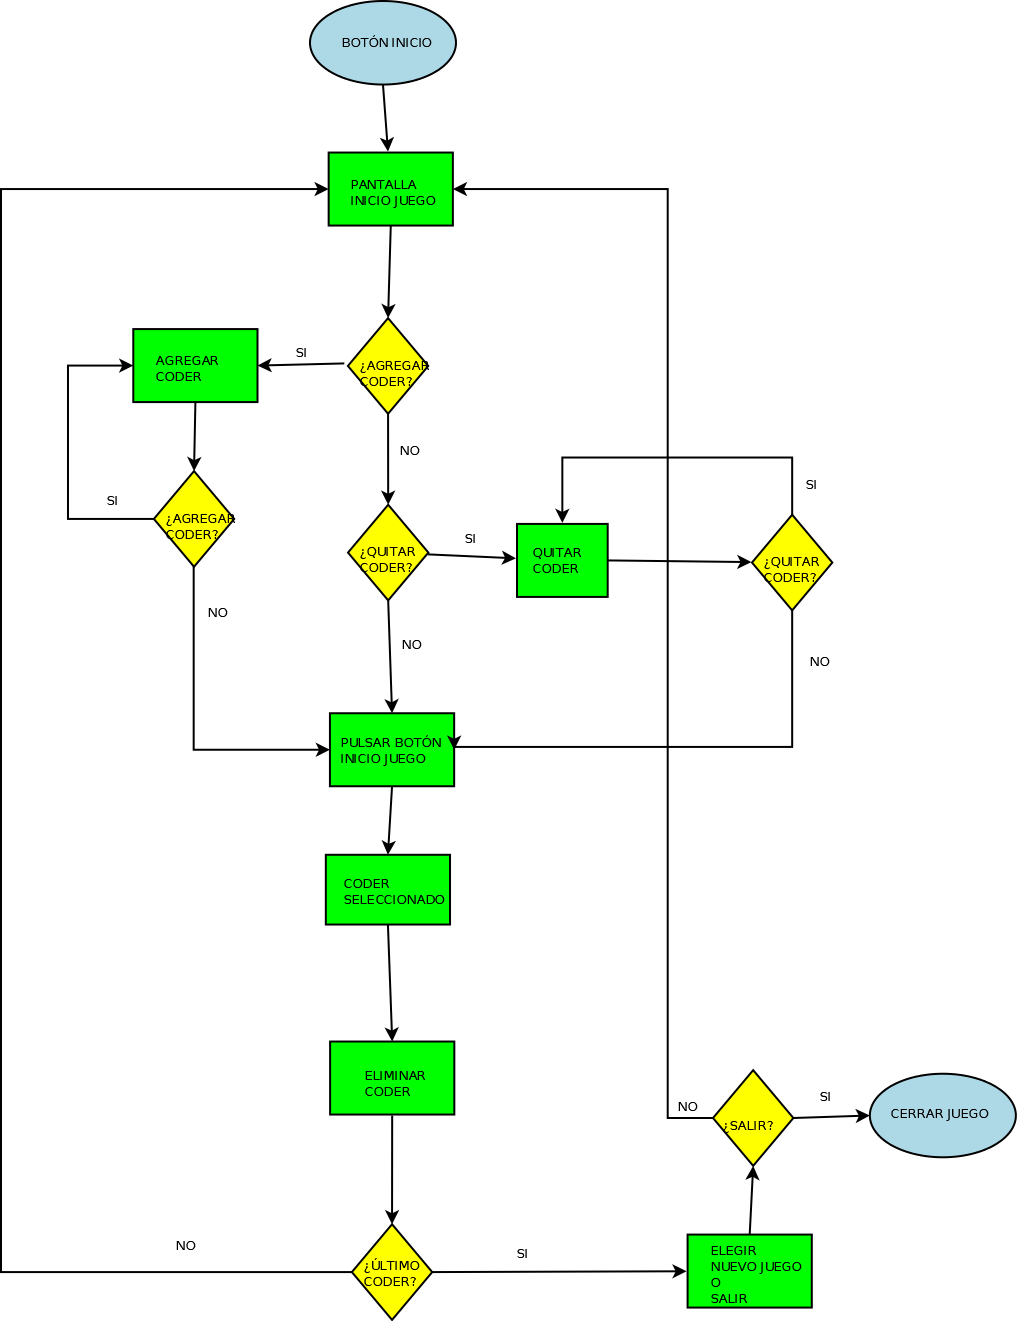 BOTÓN INICIO
PANTALLA
INICIO JUEGO
AGREGAR
CODER
SI
¿AGREGAR
CODER?
NO
SI
¿AGREGAR
CODER?
NO
¿QUITAR
CODER?
SI
QUITAR
CODER
SI
¿QUITAR
CODER?
NO
NO
PULSAR BOTÓN
INICIO JUEGO
CODER
SELECCIONADO
ELIMINAR
CODER
NO
¿SALIR?
SI
CERRAR JUEGO
NO
¿ÚLTIMO
CODER?
SI
ELEGIR
NUEVO JUEGO
O
SALIR